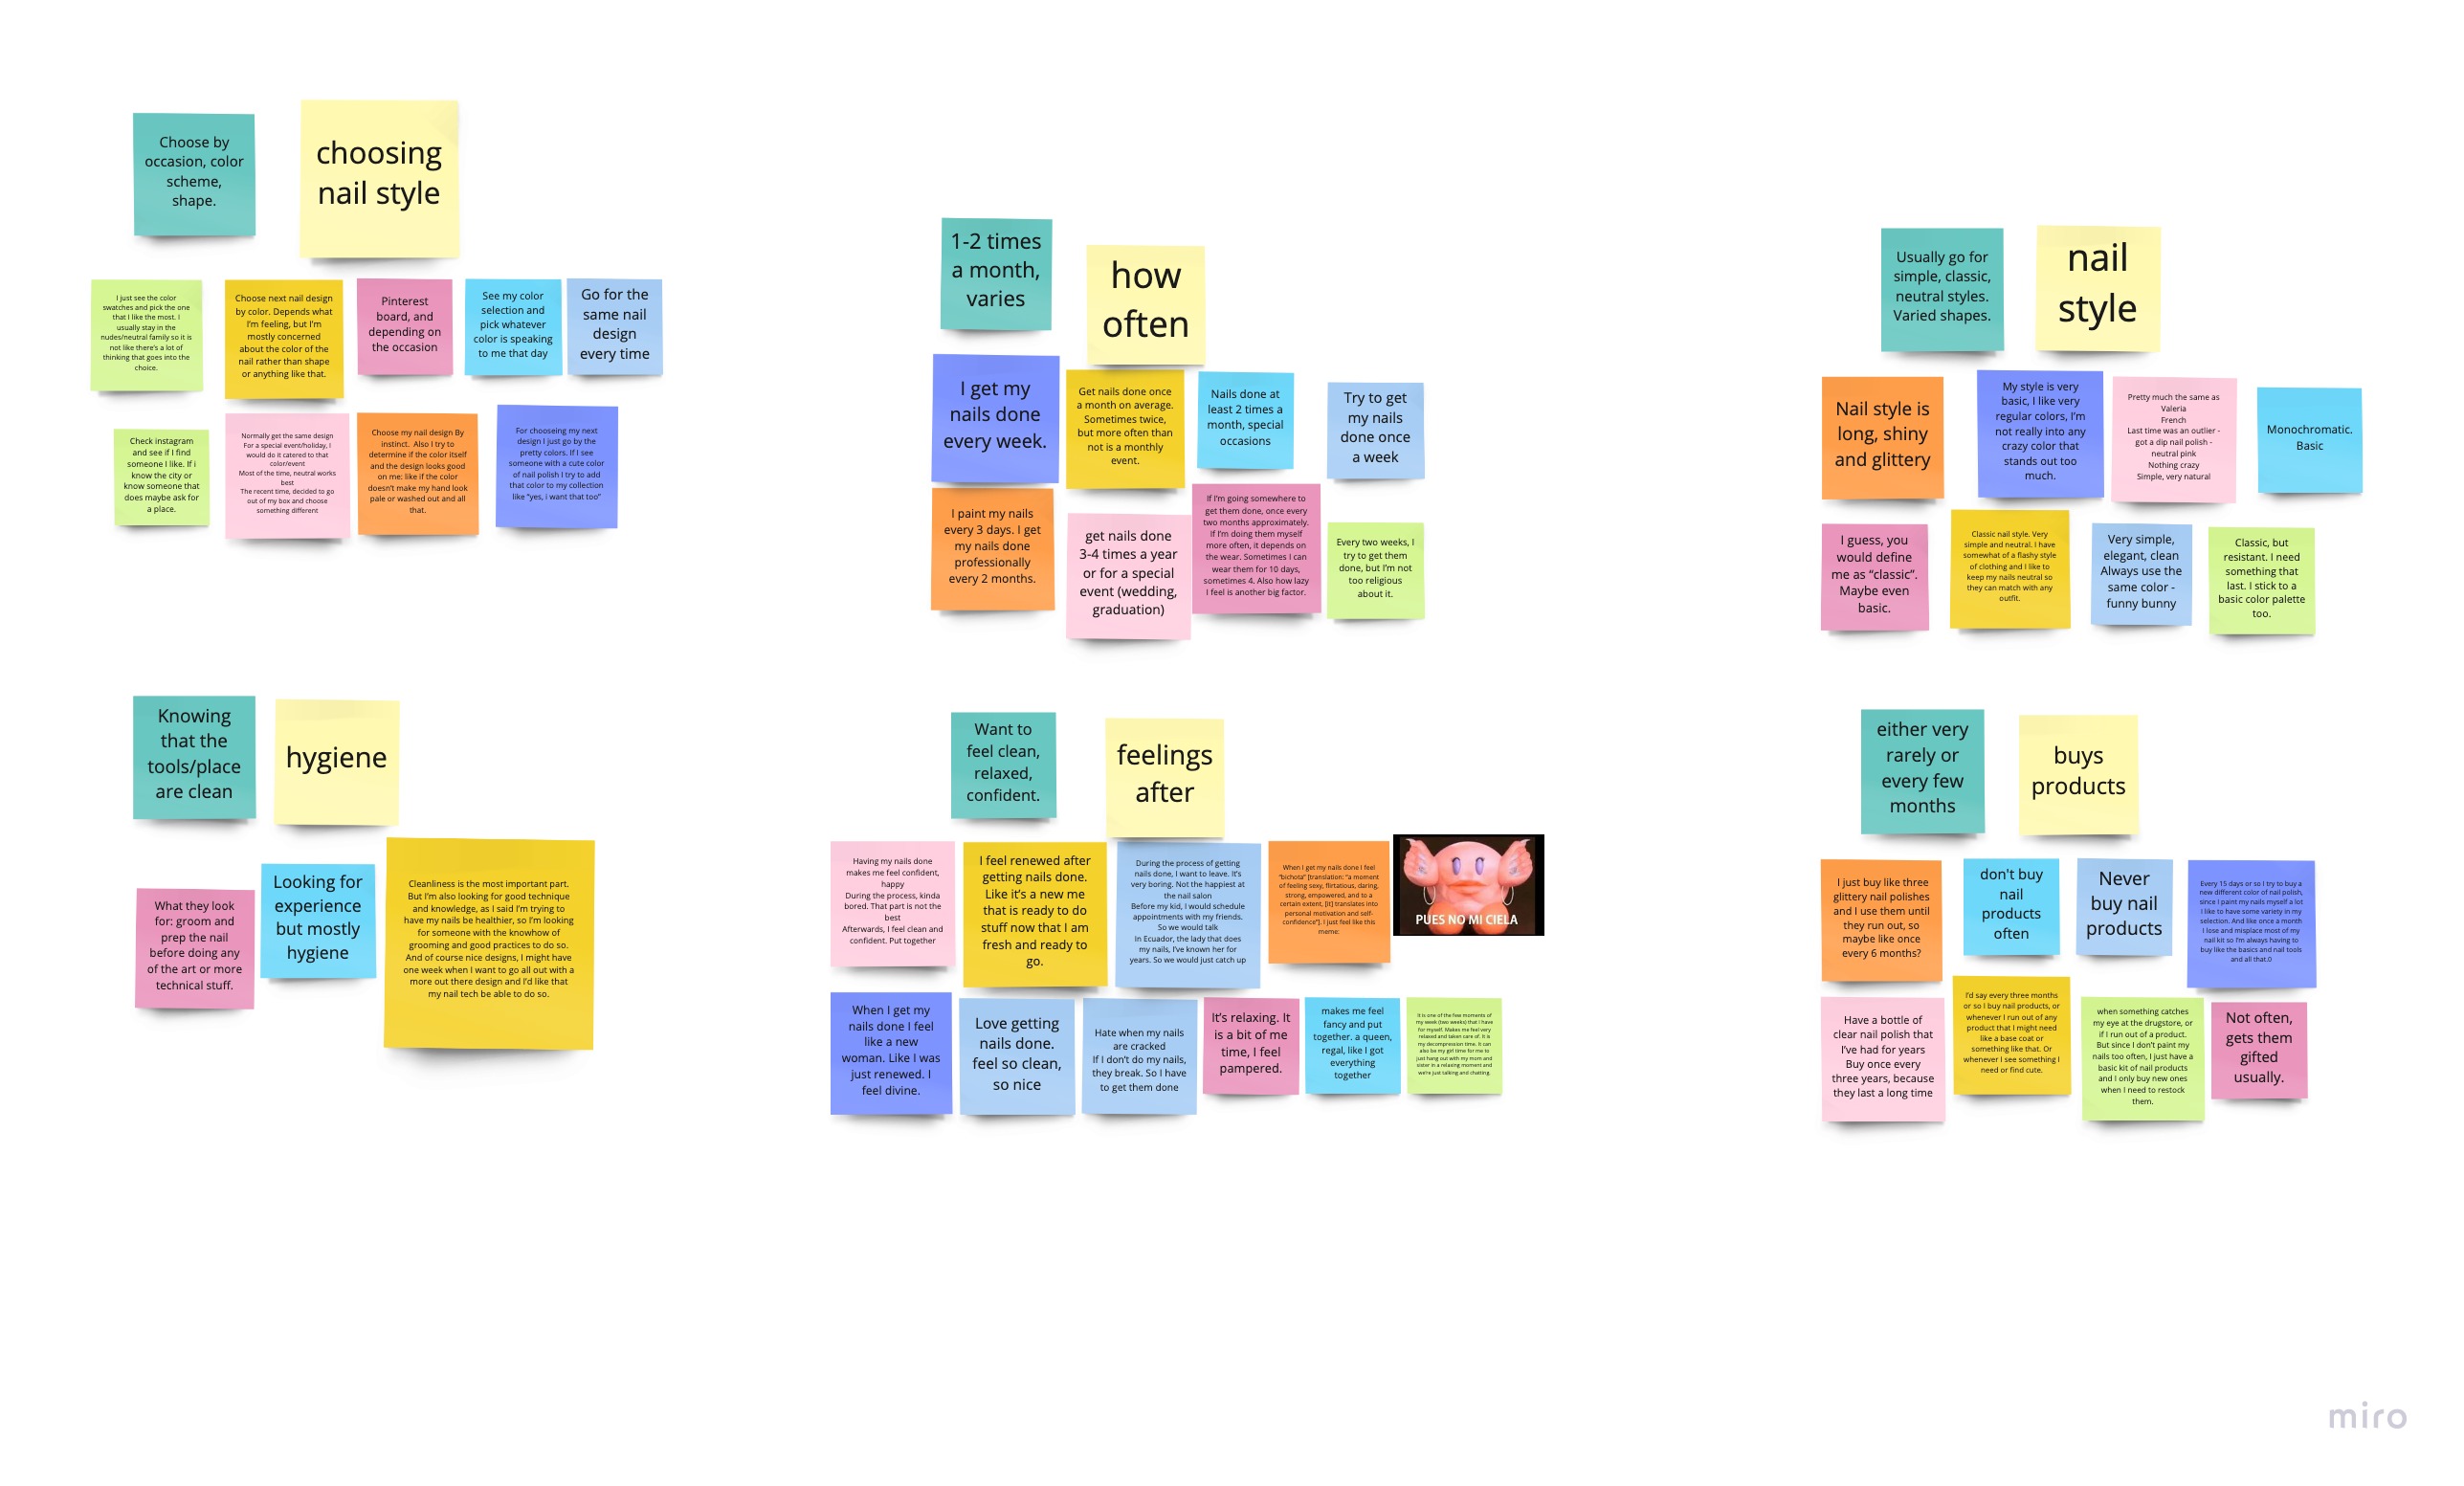 Choose by
occasion, color
scheme,
shape.
choosing
nail style
I just see the color
swatches and pick the one
that I like the most. I
usually stay in the
nudes/neutral family so it is
not like there's a lot of
thinking that goes into the
choice.
Choose next nail design
by color. Depends what
I'm feeling, but I'm
mostly concerned
about the color of the
nail rather than shape
or anything like that.
Pinterest
board, and
depending on
the occasion
See my color
selection and
pick whatever
color is speaking
to me that day
Go for the
same nail
design
every time
Check instagram
and see if I find
someone I like. If i
know the city or
know someone that
does maybe ask for
a place.
Normally get the same design
For a special event/holiday, I
would do it catered to that
color/event
Most of the time, neutral works
best
The recent time, decided to go
out of my box and choose
something different
Choose my nail design By
instinct. Also I try to
determine if the color itself
and the design looks good
on me: like if the color
doesn't make my hand look
pale or washed out and all
that.
For chooseing my next
design I just go by the
pretty colors. If I see
someone with a cute color
of nail polish I try to add
that color to my collection
like "yes, i want that too"
1-2 times
a month,
varies
how
often
I get my
nails done
every week.
Get nails done once
a month on average.
Sometimes twice,
but more often than
not is a monthly
event.
Nails done at
least 2 times a
month, special
occasions
Try to get
my nails
done once
a week
I paint my nails
every 3 days. I get
my nails done
professionally
every 2 months.
get nails done
3-4 times a year
or for a special
event (wedding,
graduation)
If I'm going somewhere to
get them done, once every
two months approximately.
If I'm doing them myself
more often, it depends on
the wear. Sometimes I can
wear them for 10 days,
sometimes 4. Also how lazy
I feel is another big factor.
Every two weeks, I
try to get them
done, but I'm not
too religious
about it.
Usually go for
simple, classic,
neutral styles.
Varied shapes.
nail
style
Nail style is
long, shiny
and glittery
My style is very
basic, I like very
regular colors, I'm
not really into any
crazy color that
stands out too
much.
Pretty much the same as
Valeria
French
Last time was an outlier -
got a dip nail polish -
neutral pink
Nothing crazy
Simple, very natural
Monochromatic.
Basic
I guess, you
would define
me as "classic".
Maybe even
basic.
Classic nail style. Very
simple and neutral. I have
somewhat of a flashy style
of clothing and I like to
keep my nails neutral so
they can match with any
outfit.
Very simple,
elegant, clean
Always use the
same color -
funny bunny
Classic, but
resistant. I need
something that
last. I stick to a
basic color palette
too.
Knowing
that the
tools/place
are clean
hygiene
What they look
for: groom and
prep the nail
before doing any
of the art or more
technical stuff.
Looking for
experience
but mostly
hygiene
Cleanliness is the most important part.
But I'm also looking for good technique
and knowledge, as I said I'm trying to
have my nails be healthier, so I'm looking
for someone with the knowhow of
grooming and good practices to do so.
And of course nice designs, I might have
one week when I want to go all out with a
more out there design and I'd like that
my nail tech be able to do so.
Want to
feel clean,
relaxed,
confident.
feelings
after
Having my nails done
makes me feel confident,
happy
During the process, kinda
bored. That part is not the
best
Afterwards, I feel clean and
confident. Put together
I feel renewed after
getting nails done.
Like it's a new me
that is ready to do
stuff now that I am
fresh and ready to
go.
During the process of getting
nails done, I want to leave. It's
very boring. Not the happiest at
the nail salon
Before my kid, I would schedule
appointments with my friends.
So we would talk
In Ecuador, the lady that does
my nails, I've known her for
years. So we would just catch up
When I get my nails done I feel
"bichota" [translation: "a moment
of feeling sexy, flirtatious, daring,
strong, empowered, and to a
certain extent, [it] translates into
personal motivation and self-
confidence"]. I just feel like this
meme:
PUES NO MI CIELA
When I get my
nails done I feel
like a new
woman. Like I was
just renewed. I
feel divine.
Love getting
nails done.
feel so clean,
so nice
Hate when my nails
are cracked
If I don't do my nails,
they break. So I have
to get them done
It's relaxing. It
is a bit of me
time, I feel
pampered.
makes me feel
fancy and put
together. a queen,
regal, like I got
everything
together
It is one of the few moments of
my week (two weeks) that I have
for myself. Makes me feel very
relaxed and taken care of. It is
my decompression time. It can
also be my girl time for me to
just hang out with my mum and
sister in a relaxing moment and
we're just talking and chatting
either very
rarely or
every few
months
buys
products
I just buy like three
glittery nail polishes
and I use them until
they run out, so
maybe like once
every 6 months?
don't buy
nail
products
often
Never
buy nail
products
Every 15 days or so I try to buy a
new different color of nail polish,
since I paint my nails myself a lot
I like to have some variety in my
selection. And like once a month
I lose and misplace most of my
nail kit so I'm always having to
buy like the basics and nail tools
and all that.0
Have a bottle of
clear nail polish that
I've had for years
Buy once every
three years, because
they last a long time
I'd say every three months
or so I buy nail products, or
whenever I run out of any
product that I might need
like a base coat or
something like that. Or
whenever I see something I
need or find cute.
when something catches
my eye at the drugstore, or
if I run out of a product.
But since I don't paint my
nails too often, I just have a
basic kit of nail products
and I only buy new ones
when I need to restock
them.
Not often,
gets them
gifted
usually.
miro